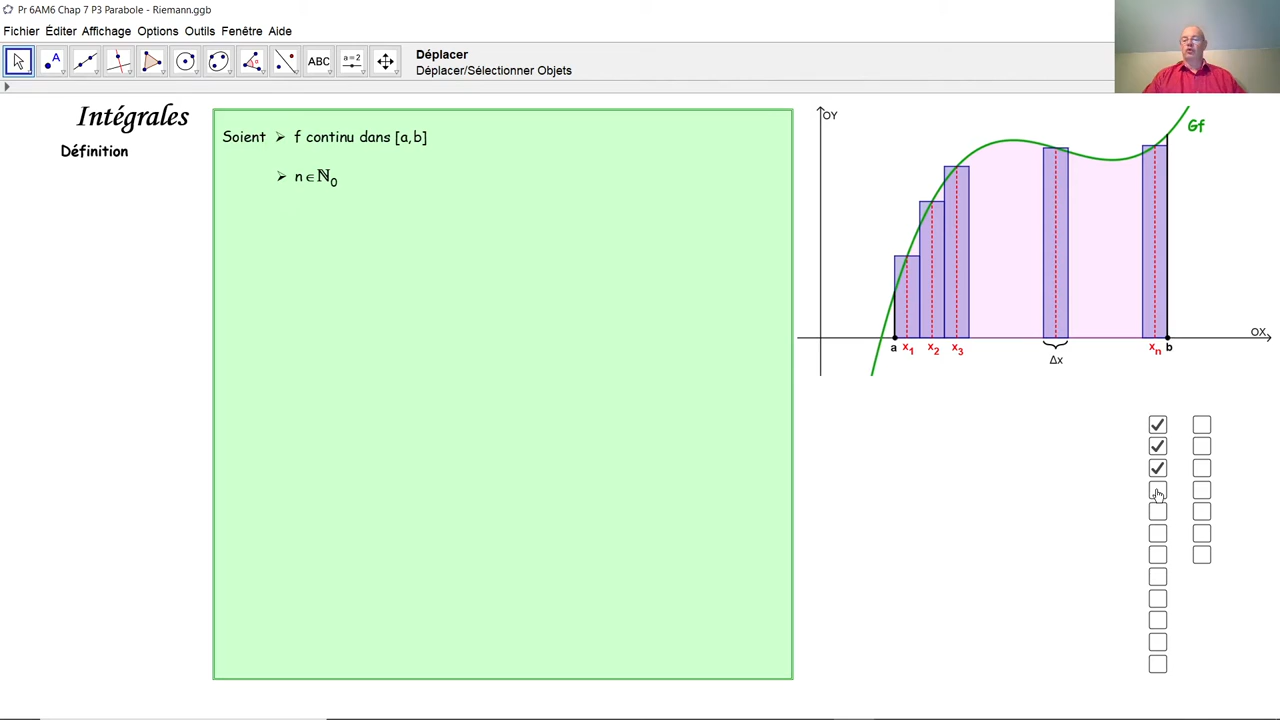 Pr 6AM6 Chap 7 P3 Parabole - Riemann.ggb
Fichier Éditer Affichage Options Outils Fenêtre Aide
A
ABC
a=2
Déplacer
Déplacer/Sélectionner Objets
Intégrales
Définition
Soient ➢ f continu dans [a,b]
➢ n∈ℕ₀
OY
Gf
OX
a x₁ x₂ x₃ xₙ b
Δx